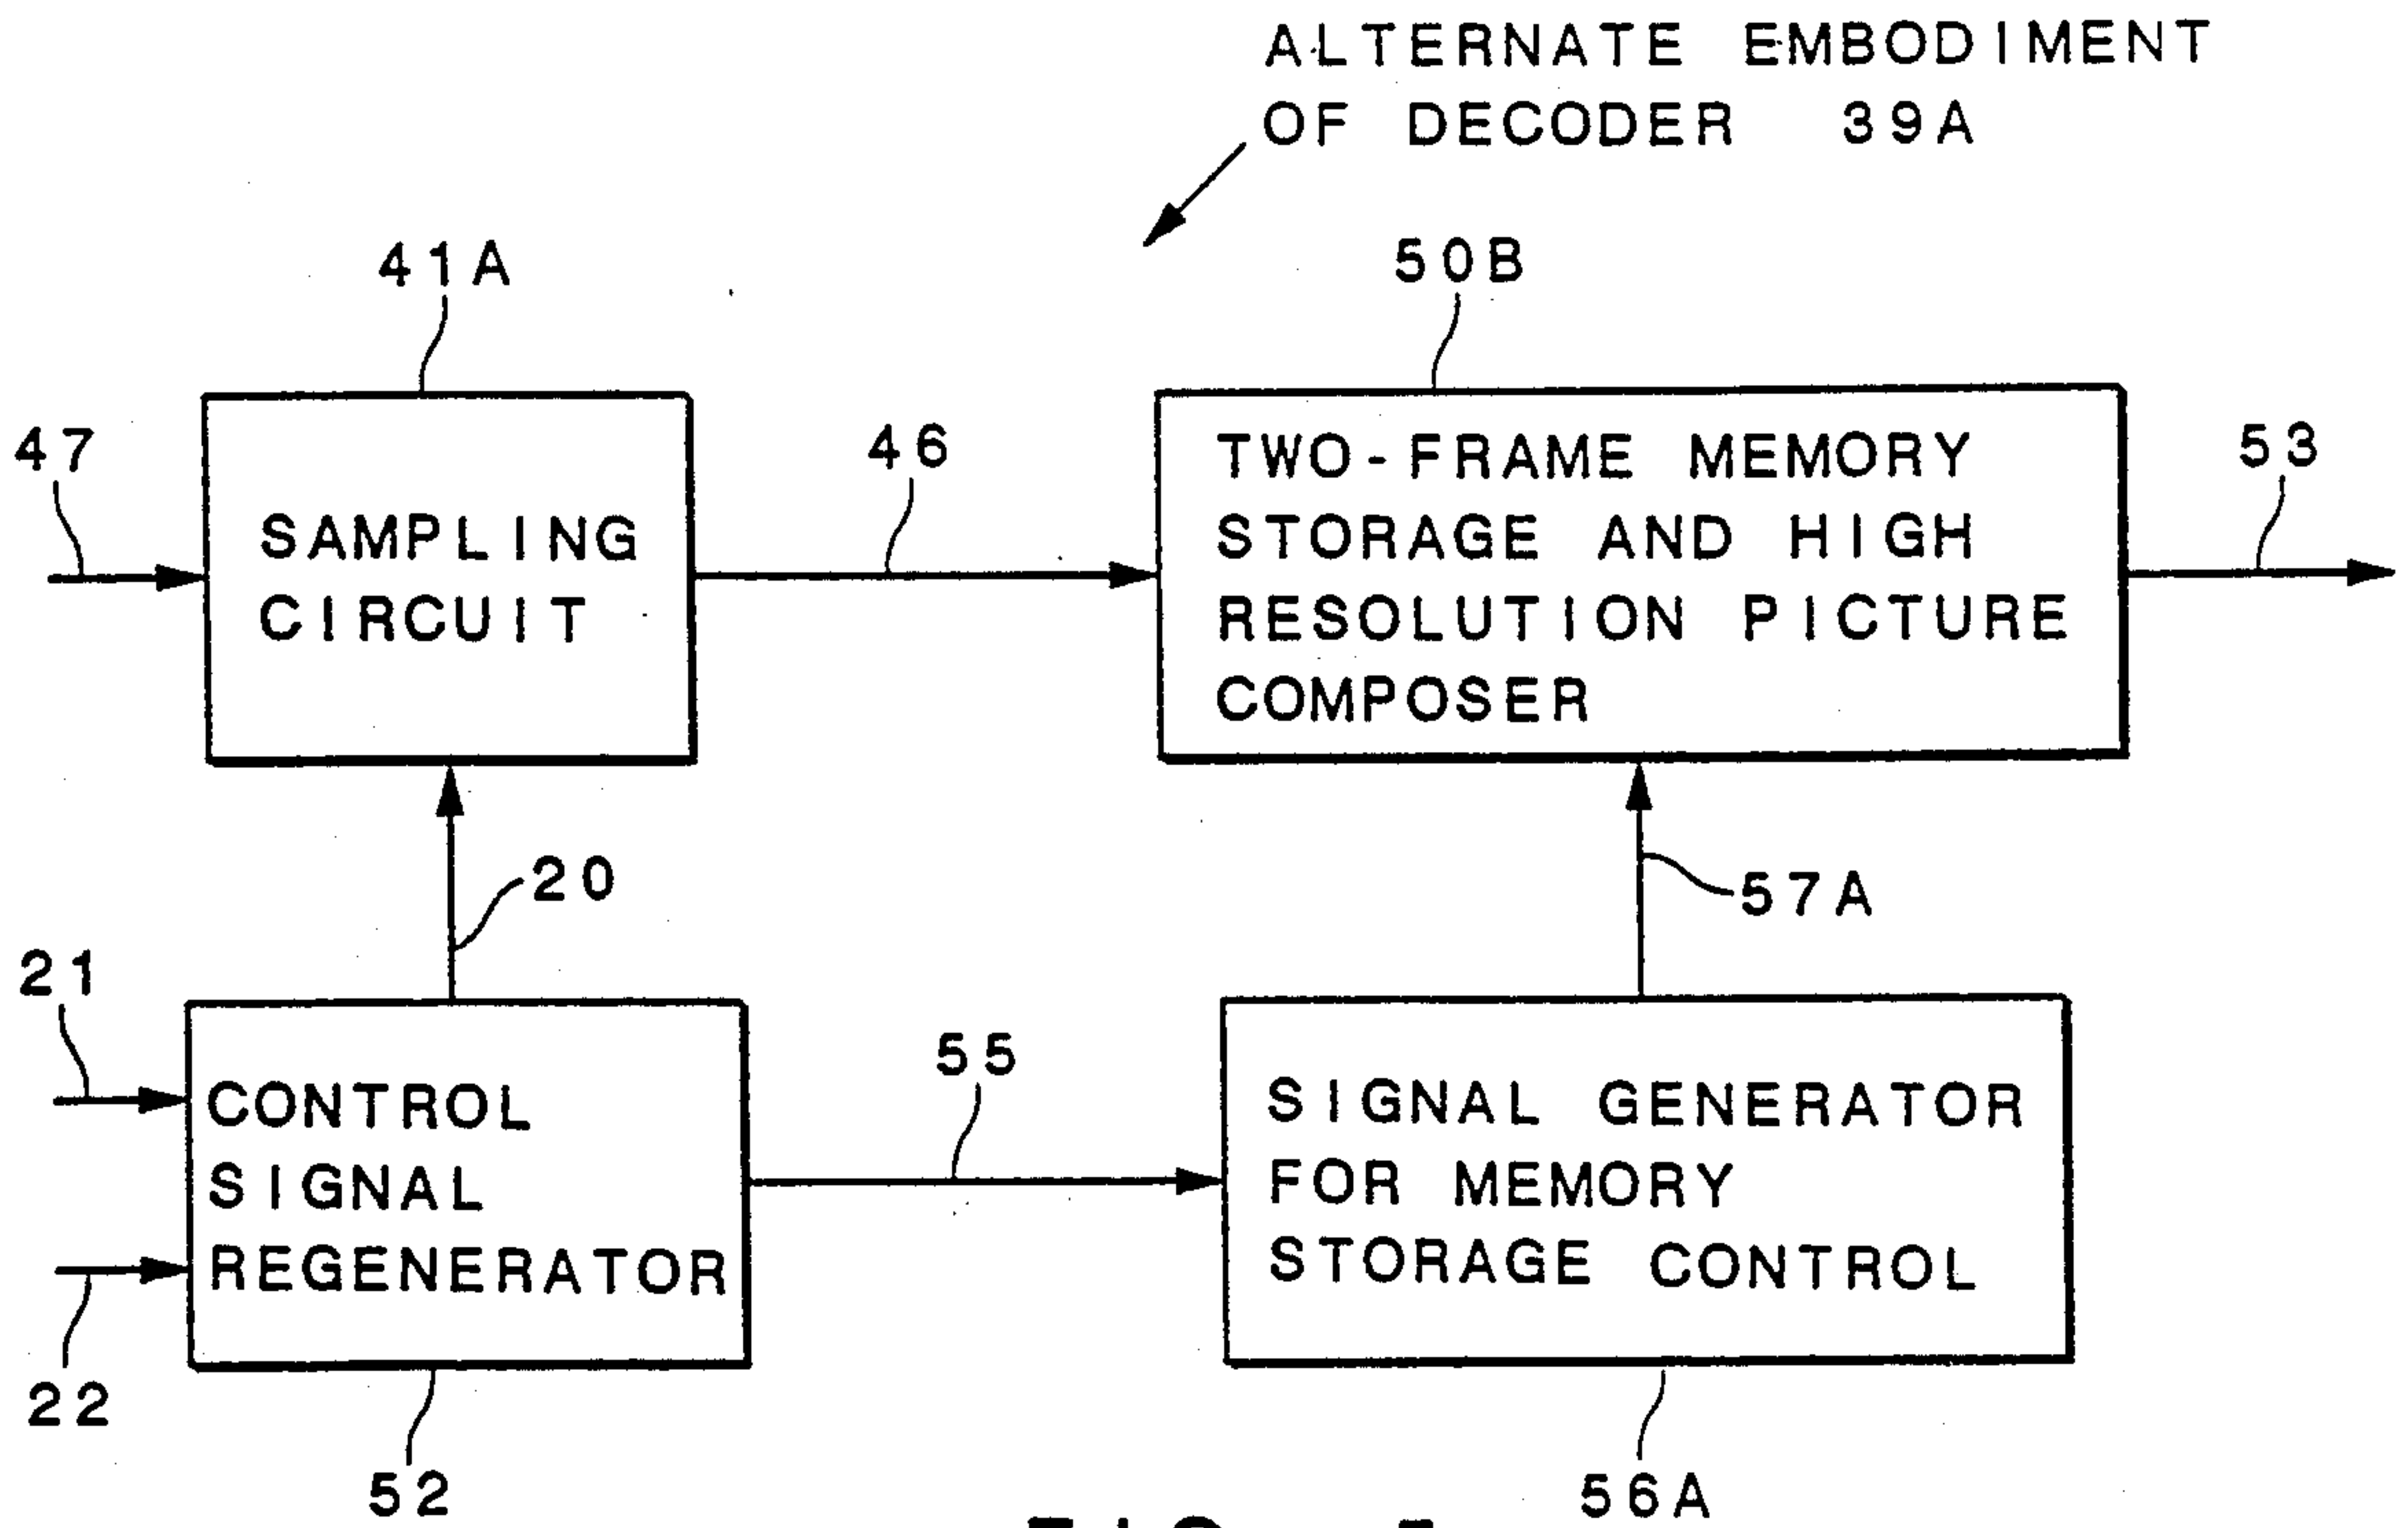 ALTERNATE EMBODIMENT
OF DECODER 39A
41A
50B
47
46
53
SAMPLING
CIRCUIT
TWO-FRAME MEMORY
STORAGE AND HIGH
RESOLUTION PICTURE
COMPOSER
20
57A
21
55
CONTROL
SIGNAL
REGENERATOR
SIGNAL GENERATOR
FOR MEMORY
STORAGE CONTROL
22
52
56A